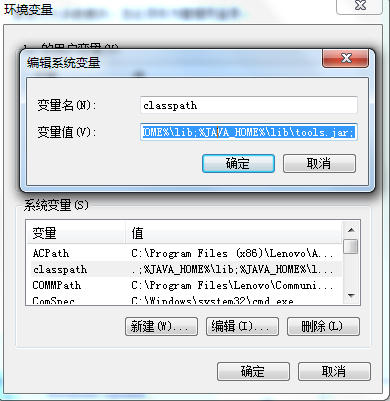 环境变量
的用户变量(U)
编辑系统变量
变量名(N): classpath
变量值(V): OME%\lib;%JAVA_HOME%\lib\tools.jar;
确定 取消
系统变量(S)
变量 值
ACPath C:\Program Files (x86)\Lenovo\A...
classpath .;%JAVA_HOME%\lib;%JAVA_HOME%\l...
COMMPath C:\Program Files\Lenovo\Communi...
ComSpec C:\Windows\system32\cmd.exe
新建(W)... 编辑(I)... 删除(L)
确定 取消